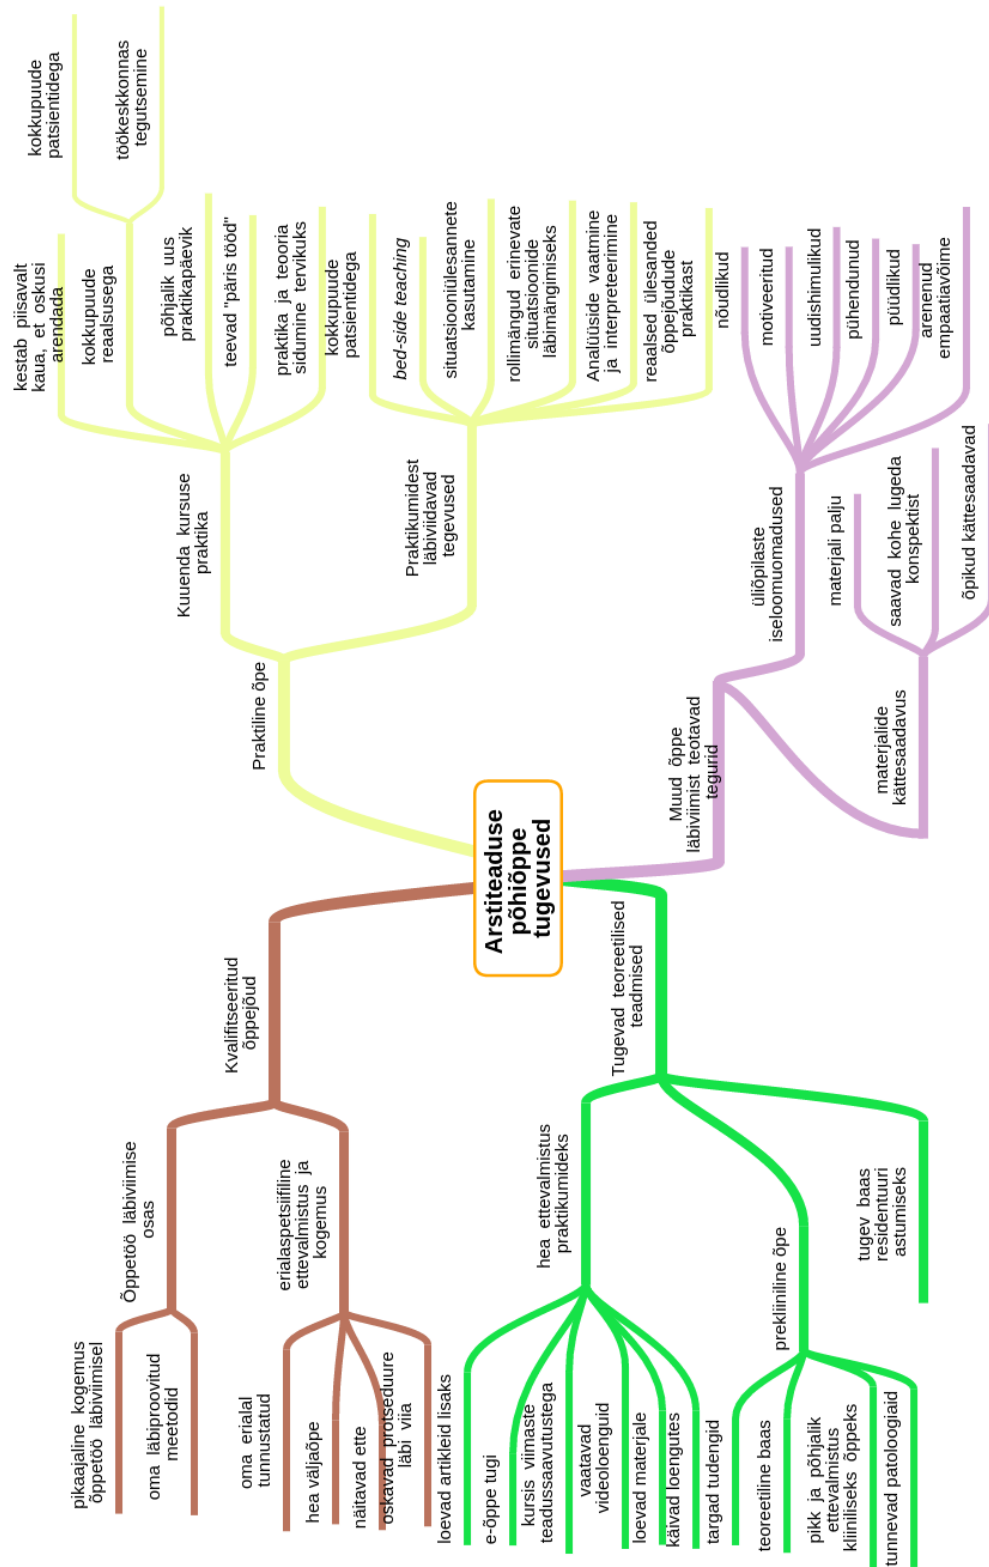 Arstiteaduse
põhiõppe
tugevused
Praktiline õpe
Kuuenda kursuse
praktika
kestab piisavalt
kaua, et oskusi
arendada
kokkupuude
reaalsusega
kokkupuude
patsientidega
töökeskkonnas
tegutsemine
põhjalik uus
praktikapäevik
teevad "päris tööd"
praktika ja teooria
sidumine tervikuks
Praktikumidest
läbiviidavad
tegevused
kokkupuude
patsientidega
bed-side teaching
situatsiooniülesannete
kasutamine
rollimängud erinevate
situatsioonide
läbimängimiseks
Analüüside vaatmine
ja interpreteerimine
reaalsed ülesanded
õppejõudude
praktikast
Muud õppe
läbiviimist teotavad
tegurid
üliõpilaste
iseloomuomadused
nõudlikud
motiveeritud
uudishimulikud
pühendunud
püüdlikud
arenenud
empaatiavõime
materjalide
kättesaadavus
materjali palju
saavad kohe lugeda
konspektist
õpikud kättesaadavad
Kvalifitseeritud
õppejõud
Õppetöö läbiviimise
osas
pikaajaline kogemus
õppetöö läbiviimisel
oma läbiproovitud
meetodid
erialaspetsiifiline
ettevalmistus ja
kogemus
oma erialal
tunnustatud
hea väljaõpe
näitavad ette
oskavad protseduure
läbi viia
Tugevad teoreetilised
teadmised
hea ettevalmistus
praktikumideks
loevad artikleid lisaks
e-õppe tugi
kursis viimaste
teadussaavutustega
vaatavad
videoloenguid
loevad materjale
käivad loengutes
targad tudengid
prekliiniline õpe
teoreetiline baas
pikk ja põhjalik
ettevalmistus
kliiniliseks õppeks
tunnevad patoloogiaid
tugev baas
residentuuri
astumiseks